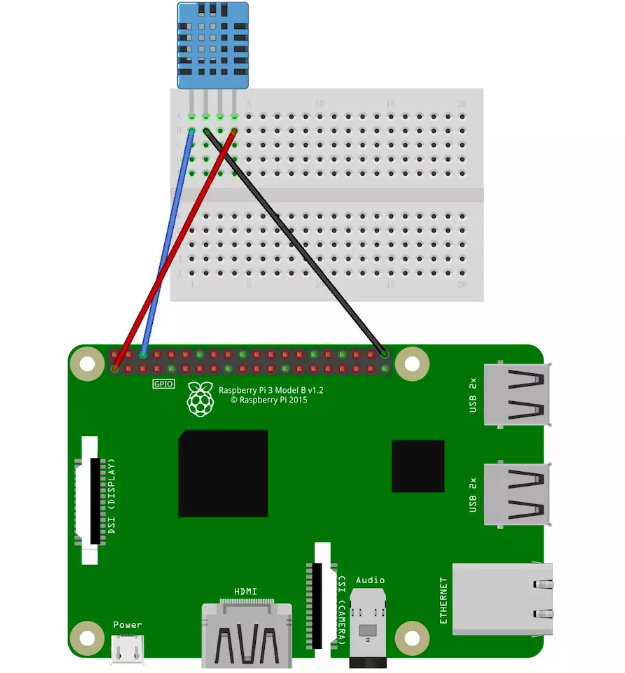 5 10 15 20
A
B
C
1 5 10 15 20
GPIO
Raspberry Pi 3 Model B v1.2
© Raspberry Pi 2015
USB 2x
DSI (DISPLAY)
USB 2x
Audio
CSI (CAMERA)
ETHERNET
HDMI
Power